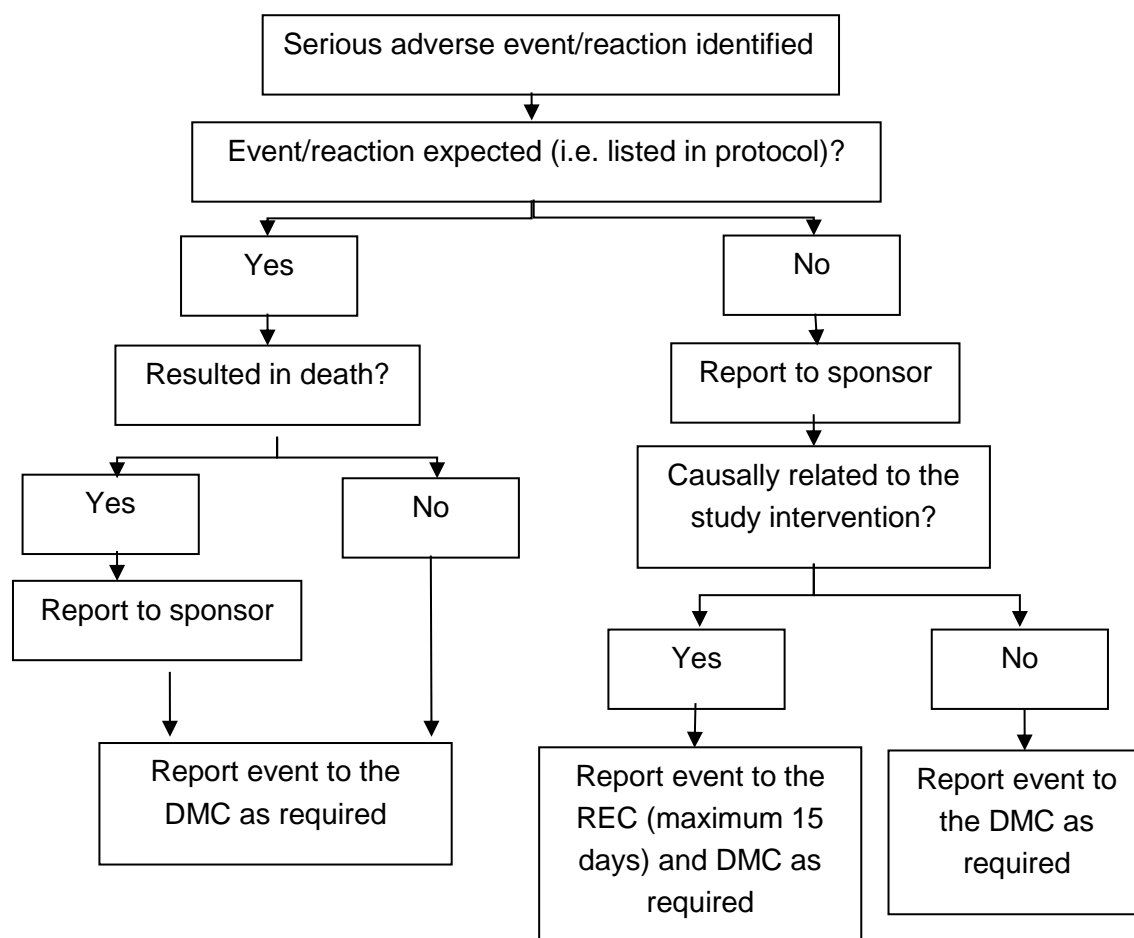 Serious adverse event/reaction identified
Event/reaction expected (i.e. listed in protocol)?
Yes
No
Resulted in death?
Report to sponsor
Yes
No
Causally related to the
study intervention?
Report to sponsor
Yes
No
Report event to the
DMC as required
Report event to the
REC (maximum 15
days) and DMC as
required
Report event to
the DMC as
required